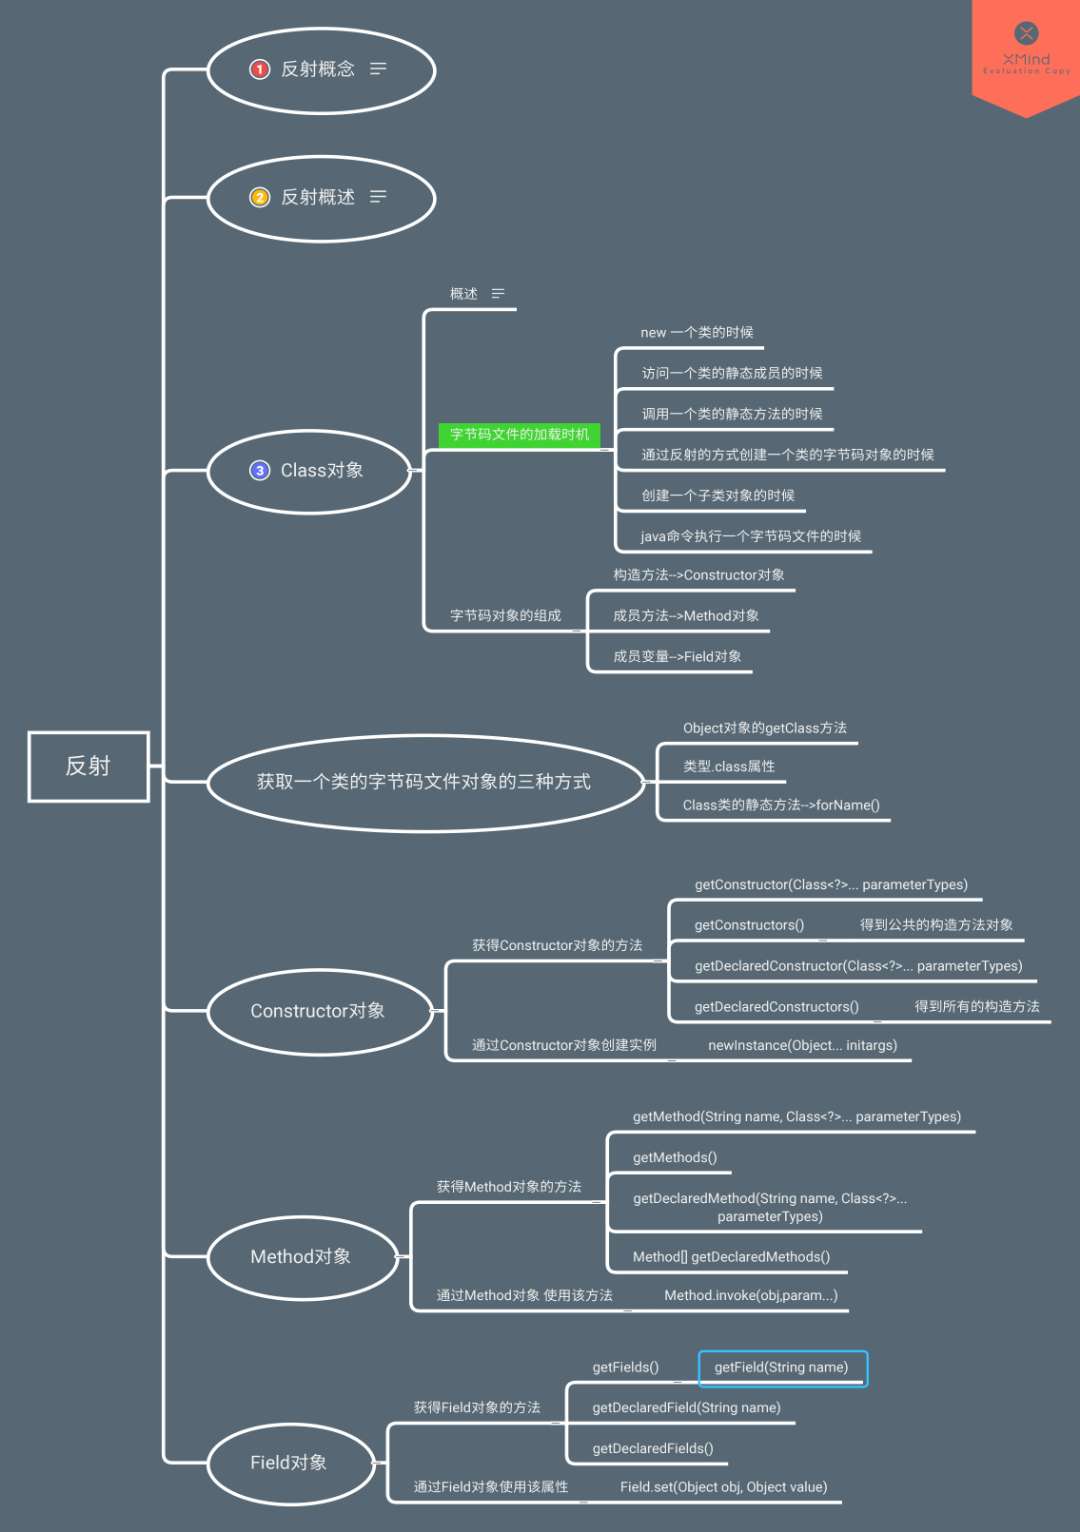 XMind
Evaluation Copy
1 反射概念
2 反射概述
概述
new 一个类的时候
访问一个类的静态成员的时候
调用一个类的静态方法的时候
字节码文件的加载时机
通过反射的方式创建一个类的字节码对象的时候
3 Class对象
创建一个子类对象的时候
java命令执行一个字节码文件的时候
构造方法-->Constructor对象
字节码对象的组成
成员方法-->Method对象
成员变量-->Field对象
反射
Object对象的getClass方法
获取一个类的字节码文件对象的三种方式
类型.class属性
Class类的静态方法-->forName()
getConstructor(Class<?>... parameterTypes)
getConstructors() 得到公共的构造方法对象
获得Constructor对象的方法
getDeclaredConstructor(Class<?>... parameterTypes)
getDeclaredConstructors() 得到所有的构造方法
Constructor对象
通过Constructor对象创建实例 newInstance(Object... initargs)
getMethod(String name, Class<?>... parameterTypes)
getMethods()
获得Method对象的方法
getDeclaredMethod(String name, Class<?>...
parameterTypes)
Method[] getDeclaredMethods()
Method对象
通过Method对象 使用该方法 Method.invoke(obj,param...)
getFields() getField(String name)
获得Field对象的方法
getDeclaredField(String name)
getDeclaredFields()
Field对象
通过Field对象使用该属性 Field.set(Object obj, Object value)